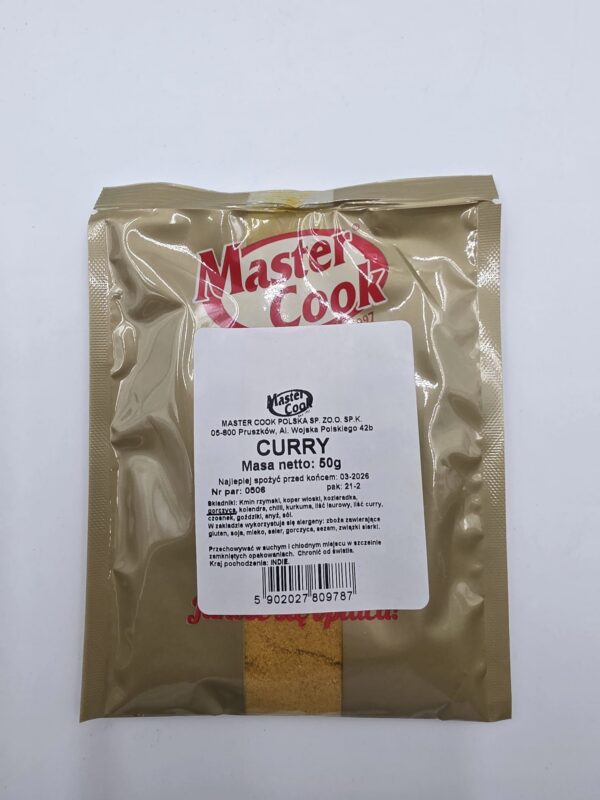 Master
Cook
Master
Cook
MASTER COOK POLSKA SP. ZO.O. SP.K.
05-800 Pruszków, Al. Wojska Polskiego 42b
CURRY
Masa netto: 50g
Najlepiej spożyć przed końcem: 03-2026
Nr par: 0506 pak: 21-2
Składniki: Kmin rzymski, koper włoski, kozieradka,
gorczyca, kolendra, chilli, kurkuma, liść laurowy, liść curry,
czosnek, goździki, anyż, sól.
W zakładzie wykorzystuje się alergeny: zboża zawierające
gluten, soja, mleko, seler, gorczyca, sezam, związki siarki.
Przechowywać w suchym i chłodnym miejscu w szczelnie
zamkniętych opakowaniach. Chronić od światła.
Kraj pochodzenia: INDIE.
5 902027 809787